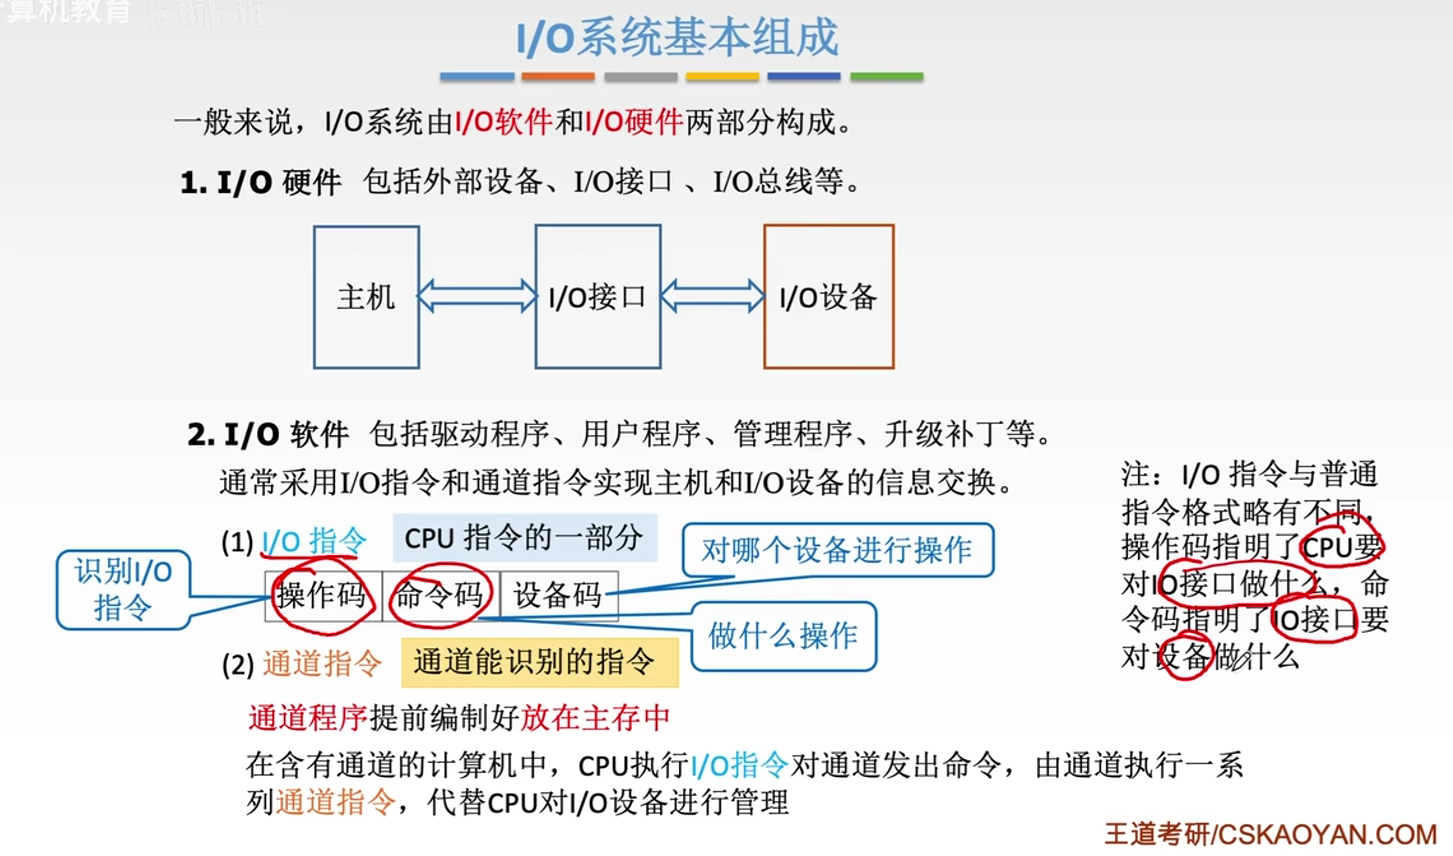 算机教育
I/O系统基本组成
一般来说，I/O系统由I/O软件和I/O硬件两部分构成。
1. I/O 硬件 包括外部设备、I/O接口 、I/O总线等。
主机
I/O接口
I/O设备
2. I/O 软件 包括驱动程序、用户程序、管理程序、升级补丁等。
通常采用I/O指令和通道指令实现主机和I/O设备的信息交换。
(1) I/O 指令
CPU 指令的一部分
对哪个设备进行操作
识别I/O
指令
操作码 命令码 设备码
做什么操作
(2) 通道指令
通道能识别的指令
通道程序提前编制好放在主存中
在含有通道的计算机中，CPU执行I/O指令对通道发出命令，由通道执行一系
列通道指令，代替CPU对I/O设备进行管理
注：I/O 指令与普通
指令格式略有不同，
操作码指明了CPU要
对IO接口做什么，命
令码指明了IO接口要
对设备做什么
王道考研/CSKAOYAN.COM